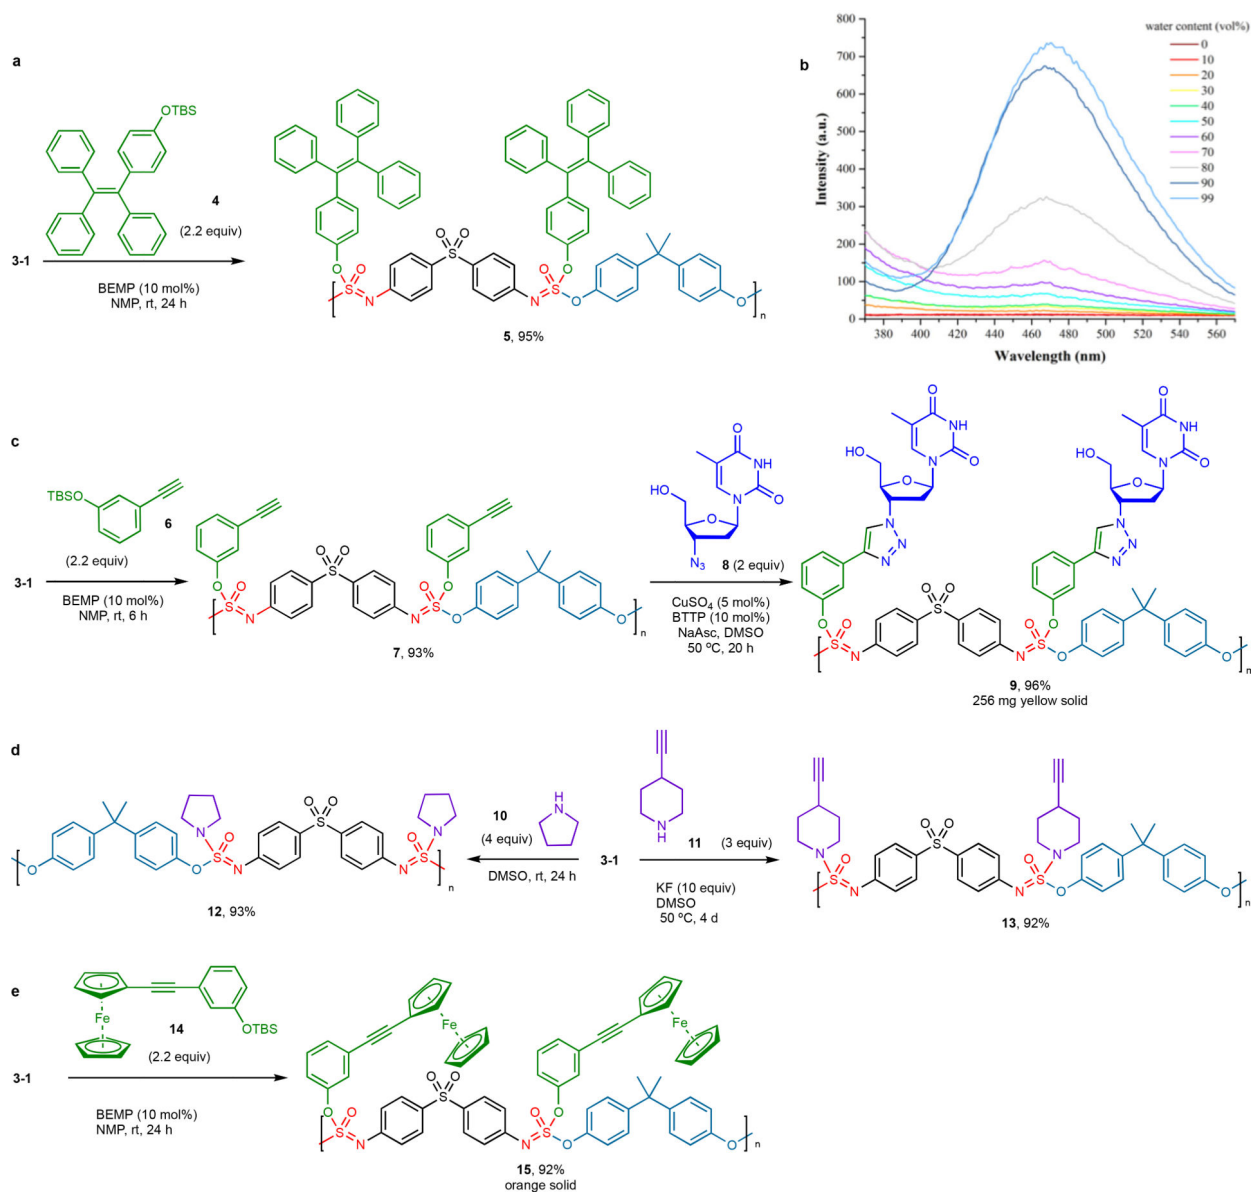 a
OTBS
4
(2.2 equiv)
3-1
BEMP (10 mol%)
NMP, rt, 24 h
O O
S
O O
S
N
N
O
S
O
O
O
n
5, 95%
b
water content (vol%)
0
10
20
30
40
50
60
70
80
90
99
800
700
600
500
400
300
200
100
0
Intensity (a.u.)
380 400 420 440 460 480 500 520 540 560
Wavelength (nm)
c
TBSO
6
(2.2 equiv)
3-1
BEMP (10 mol%)
NMP, rt, 6 h
O O
S
O O
S
N
N
O
S
O
O
O
n
7, 93%
O
NH
N
O
HO
O
N3
8 (2 equiv)
CuSO4 (5 mol%)
BTTP (10 mol%)
NaAsc, DMSO
50 ºC, 20 h
O
NH
N
O
HO
O
N
N
N
O
NH
N
O
HO
O
N
N
N
O O
S
O O
S
N
N
O
S
O
O
O
n
9, 96%
256 mg yellow solid
d
N
O
S
N
O
O
O O
S
N
O
S
N
n
12, 93%
10
H
N
(4 equiv)
DMSO, rt, 24 h
3-1
N
H
11
(3 equiv)
KF (10 equiv)
DMSO
50 ºC, 4 d
N
O
S
N
O O
S
N
N
O
S
O
O
n
13, 92%
e
Fe
14
OTBS
(2.2 equiv)
3-1
BEMP (10 mol%)
NMP, rt, 24 h
Fe
Fe
O O
S
O O
S
N
N
O
S
O
O
O
n
15, 92%
orange solid